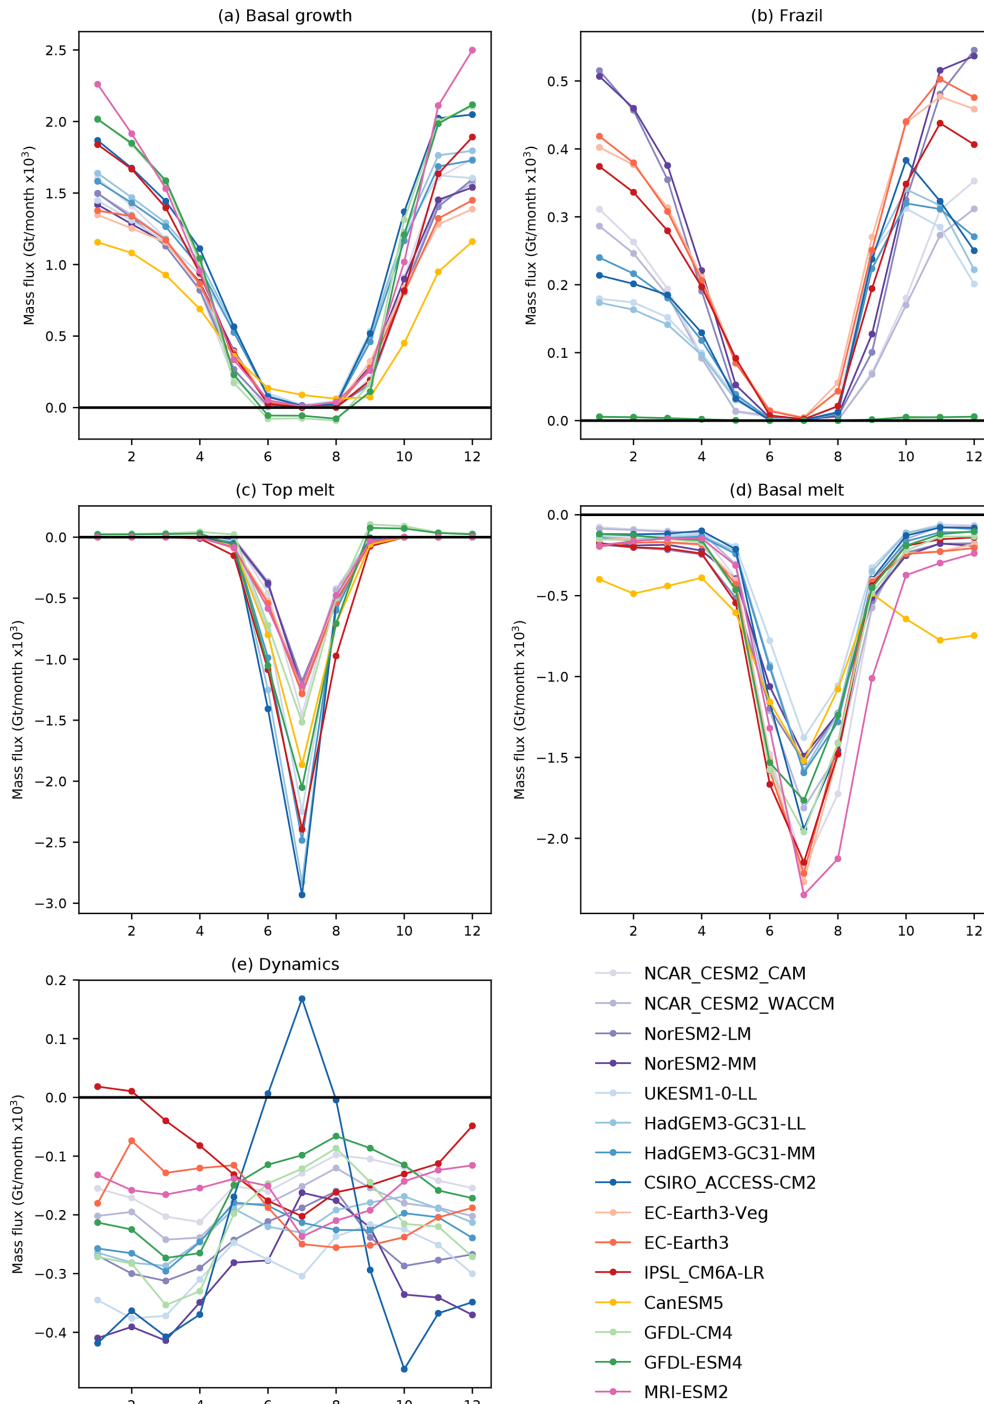 (a) Basal growth
(b) Frazil
Mass flux (Gt/month x10³)
2.5
2.0
1.5
1.0
0.5
0.0
2 4 6 8 10 12
Mass flux (Gt/month x10³)
0.5
0.4
0.3
0.2
0.1
0.0
2 4 6 8 10 12
(c) Top melt
(d) Basal melt
Mass flux (Gt/month x10³)
0.0
−0.5
−1.0
−1.5
−2.0
−2.5
−3.0
2 4 6 8 10 12
Mass flux (Gt/month x10³)
0.0
−0.5
−1.0
−1.5
−2.0
2 4 6 8 10 12
(e) Dynamics
Mass flux (Gt/month x10³)
0.2
0.1
0.0
−0.1
−0.2
−0.3
−0.4
2 4 6 8 10 12
NCAR_CESM2_CAM
NCAR_CESM2_WACCM
NorESM2-LM
NorESM2-MM
UKESM1-0-LL
HadGEM3-GC31-LL
HadGEM3-GC31-MM
CSIRO_ACCESS-CM2
EC-Earth3-Veg
EC-Earth3
IPSL_CM6A-LR
CanESM5
GFDL-CM4
GFDL-ESM4
MRI-ESM2